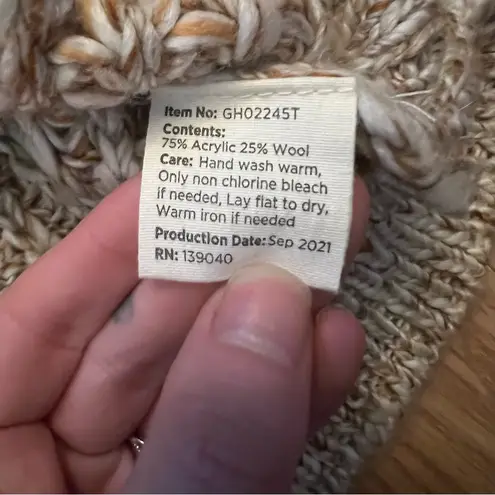 Item No: GH02245T
Contents:
75% Acrylic 25% Wool
Care: Hand wash warm,
Only non chlorine bleach
if needed, Lay flat to dry,
Warm iron if needed
Production Date: Sep 2021
RN: 139040